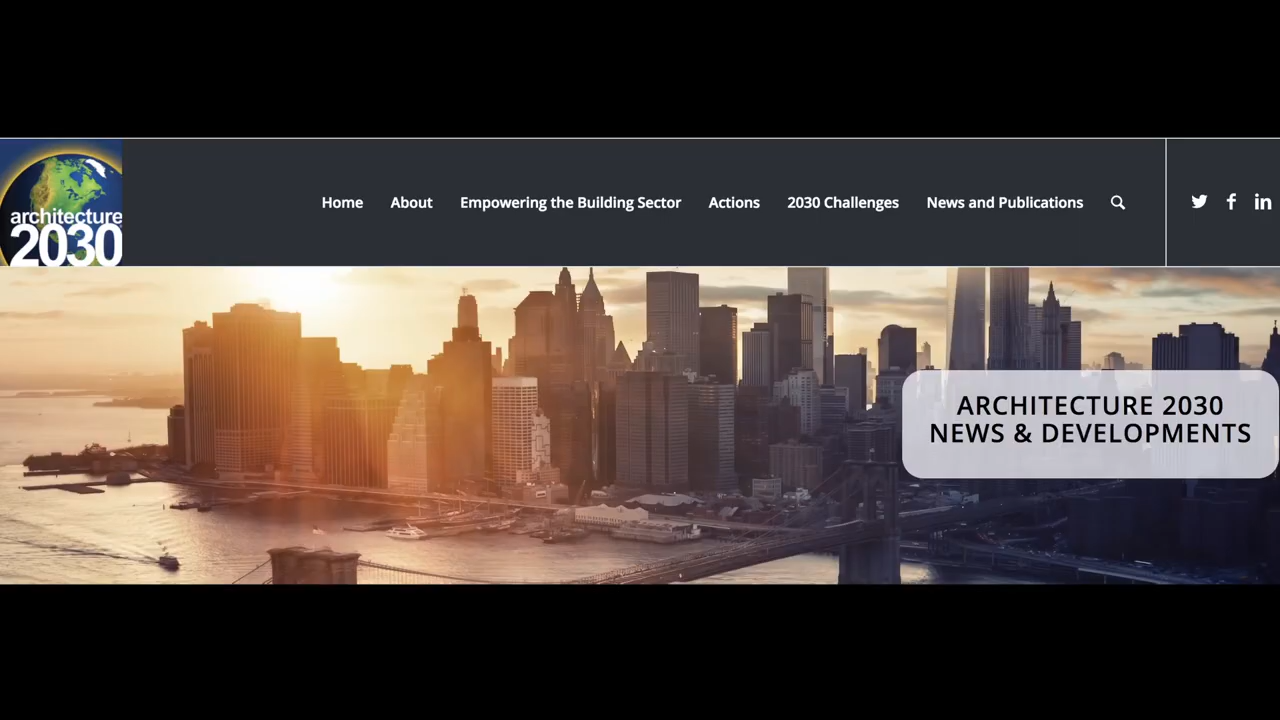 architecture
2030
Home About Empowering the Building Sector Actions 2030 Challenges News and Publications
ARCHITECTURE 2030
NEWS & DEVELOPMENTS